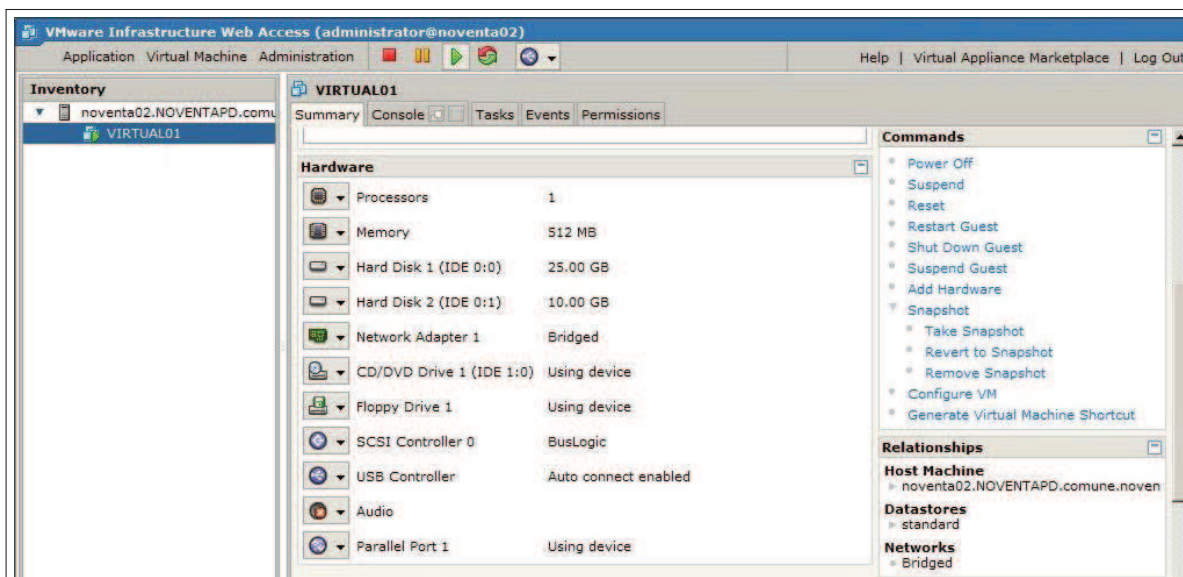 VMware Infrastructure Web Access (administrator@noventa02)
Application Virtual Machine Administration
Help | Virtual Appliance Marketplace | Log Out
Inventory
noventa02.NOVENTAPD.comu
VIRTUAL01
VIRTUAL01
Summary Console Tasks Events Permissions
Hardware
Processors 1
Memory 512 MB
Hard Disk 1 (IDE 0:0) 25.00 GB
Hard Disk 2 (IDE 0:1) 10.00 GB
Network Adapter 1 Bridged
CD/DVD Drive 1 (IDE 1:0) Using device
Floppy Drive 1 Using device
SCSI Controller 0 BusLogic
USB Controller Auto connect enabled
Audio
Parallel Port 1 Using device
Commands
Power Off
Suspend
Reset
Restart Guest
Shut Down Guest
Suspend Guest
Add Hardware
Snapshot
Take Snapshot
Revert to Snapshot
Remove Snapshot
Configure VM
Generate Virtual Machine Shortcut
Relationships
Host Machine
noventa02.NOVENTAPD.comune.noven
Datastores
standard
Networks
Bridged